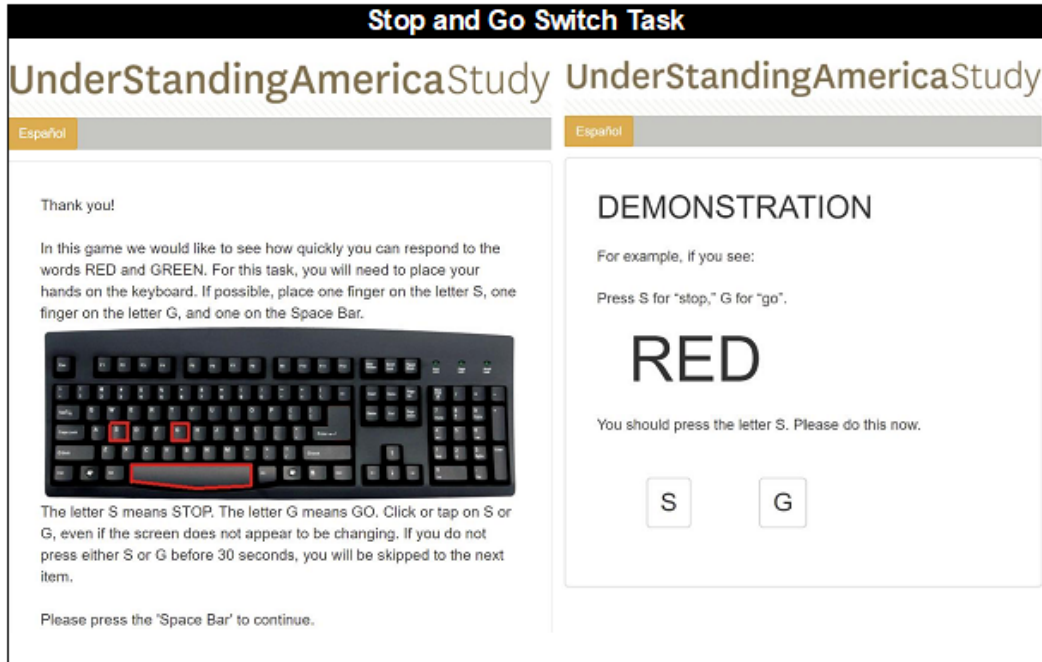 Stop and Go Switch Task
UnderStandingAmericaStudy
Español
Thank you!
In this game we would like to see how quickly you can respond to the
words RED and GREEN. For this task, you will need to place your
hands on the keyboard. If possible, place one finger on the letter S, one
finger on the letter G, and one on the Space Bar.
The letter S means STOP. The letter G means GO. Click or tap on S or
G, even if the screen does not appear to be changing. If you do not
press either S or G before 30 seconds, you will be skipped to the next
item.
Please press the 'Space Bar' to continue.
UnderStandingAmericaStudy
Español
DEMONSTRATION
For example, if you see:
Press S for “stop,” G for “go”.
RED
You should press the letter S. Please do this now.
S G